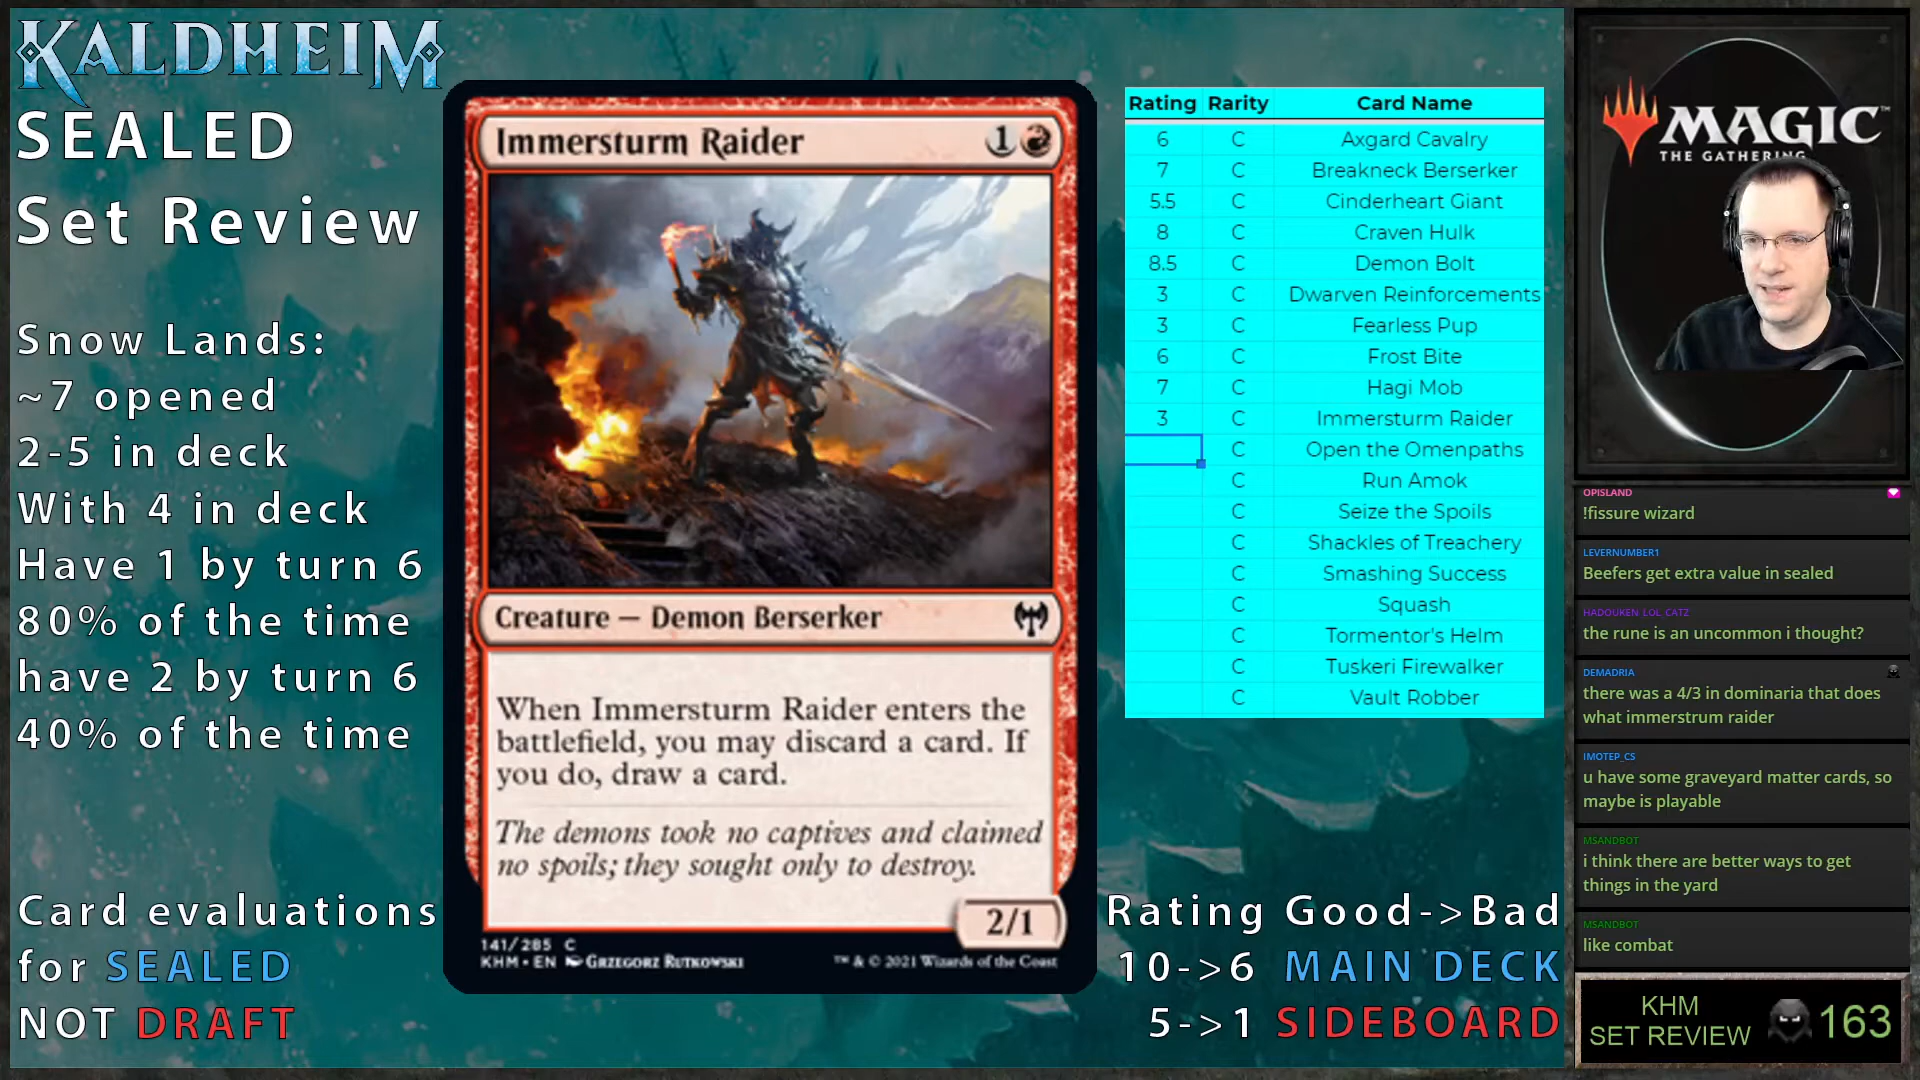 KALDHEIM
SEALED
Set Review
Snow Lands:
~7 opened
2-5 in deck
With 4 in deck
Have 1 by turn 6
80% of the time
have 2 by turn 6
40% of the time
Card evaluations
for SEALED
NOT DRAFT
Immersturm Raider 1
Creature — Demon Berserker
When Immersturm Raider enters the
battlefield, you may discard a card. If
you do, draw a card.
The demons took no captives and claimed
no spoils; they sought only to destroy.
2/1
141/285 C
KHM • EN GRZEGORZ RUTKOWSKI
™ & © 2021 Wizards of the Coast
Rating Rarity Card Name
6 C Axgard Cavalry
7 C Breakneck Berserker
5.5 C Cinderheart Giant
8 C Craven Hulk
8.5 C Demon Bolt
3 C Dwarven Reinforcements
3 C Fearless Pup
6 C Frost Bite
7 C Hagi Mob
3 C Immersturm Raider
C Open the Omenpaths
C Run Amok
C Seize the Spoils
C Shackles of Treachery
C Smashing Success
C Squash
C Tormentor's Helm
C Tuskeri Firewalker
C Vault Robber
Rating Good->Bad
10->6 MAIN DECK
5->1 SIDEBOARD
MAGIC™
THE GATHERING
OPISLAND
!fissure wizard
LEVERNUMBER1
Beefers get extra value in sealed
HADOUKEN_LOL_CATZ
the rune is an uncommon i thought?
DEMADRIA
there was a 4/3 in dominaria that does
what immerstrum raider
IMOTEP_CS
u have some graveyard matter cards, so
maybe is playable
MSANDBOT
i think there are better ways to get
things in the yard
MSANDBOT
like combat
KHM
SET REVIEW
163